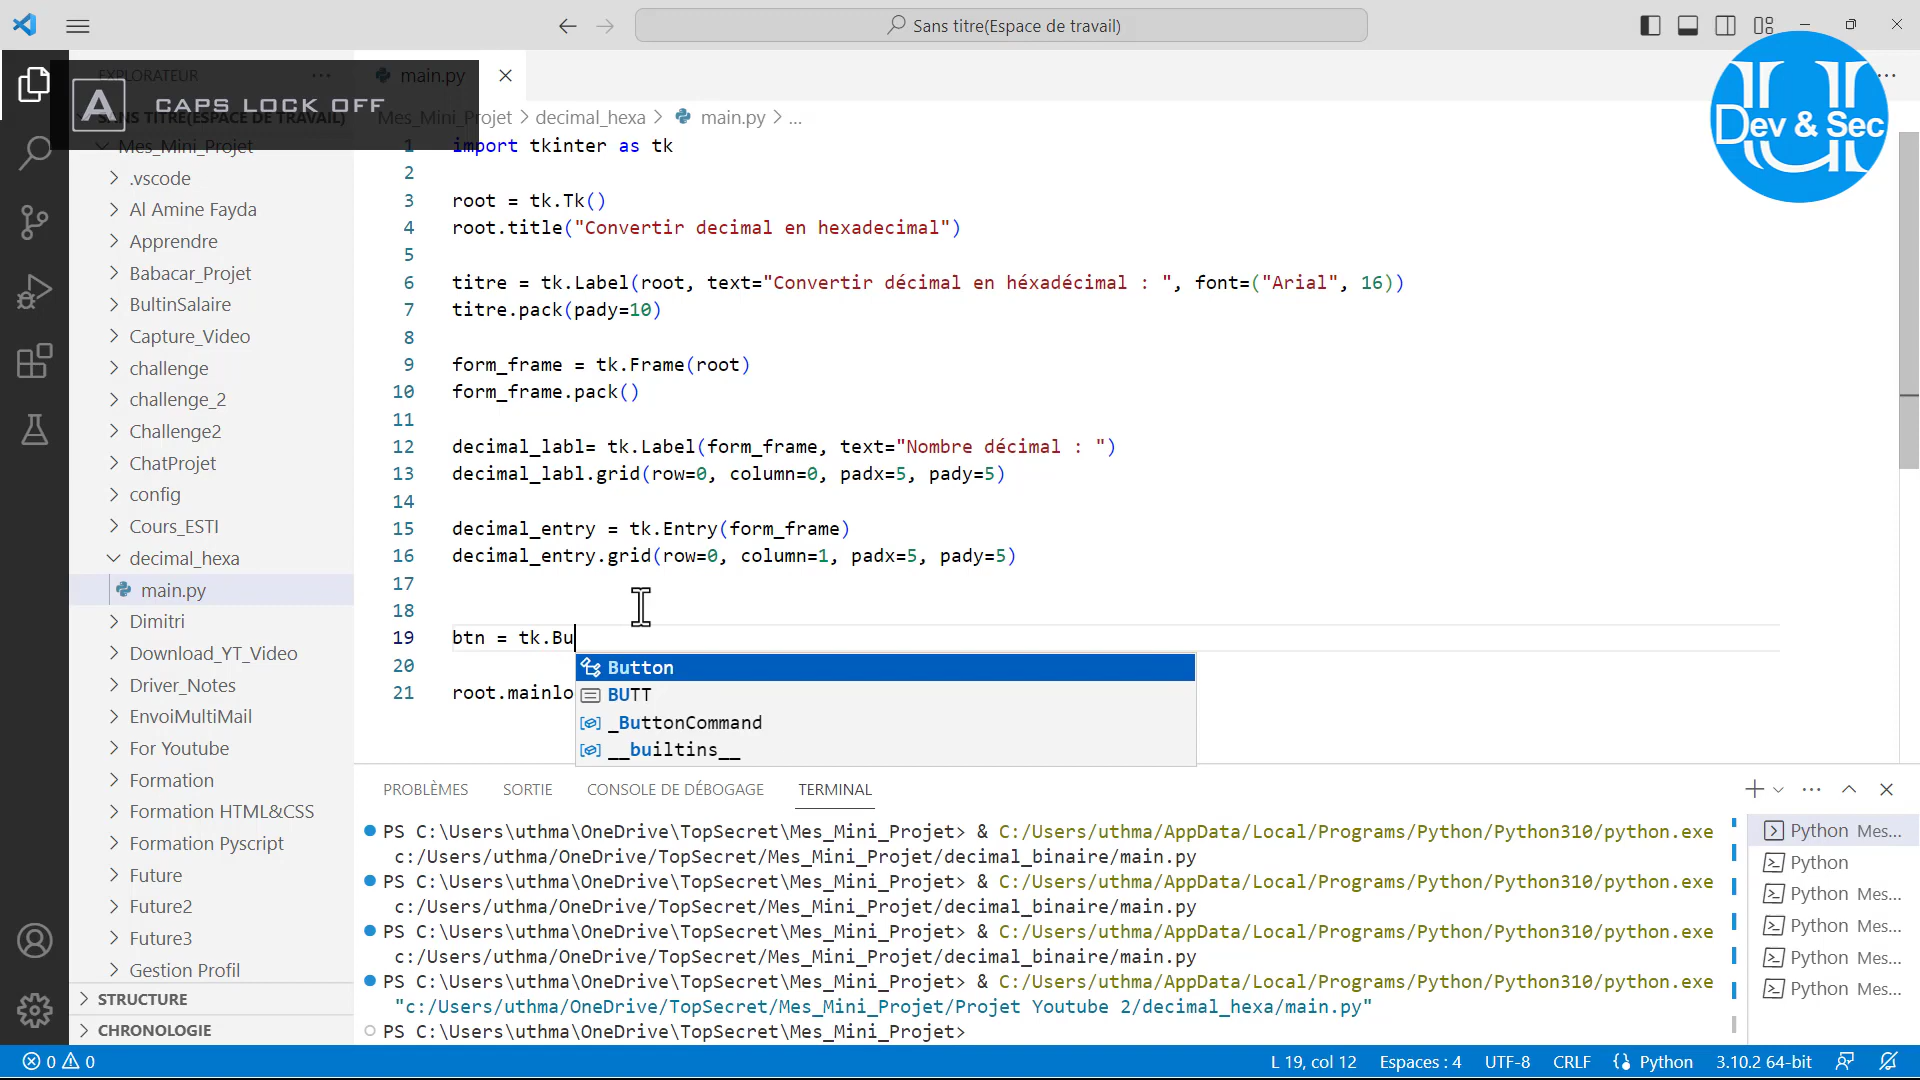 Sans titre(Espace de travail)
EXPLORATEUR
main.py
A CAPS LOCK OFF
SANS TITRE(ESPACE DE TRAVAIL)
Dev & Sec
Mes_Mini_Projet > decimal_hexa > main.py > ...
Mes_Mini_Projet
.vscode
Al Amine Fayda
Apprendre
Babacar_Projet
BultinSalaire
Capture_Video
challenge
challenge_2
Challenge2
ChatProjet
config
Cours_ESTI
decimal_hexa
main.py
Dimitri
Download_YT_Video
Driver_Notes
EnvoiMultiMail
For Youtube
Formation
Formation HTML&CSS
Formation Pyscript
Future
Future2
Future3
Gestion Profil
STRUCTURE
CHRONOLOGIE
1 import tkinter as tk
2
3 root = tk.Tk()
4 root.title("Convertir decimal en hexadecimal")
5
6 titre = tk.Label(root, text="Convertir décimal en héxadécimal : ", font=("Arial", 16))
7 titre.pack(pady=10)
8
9 form_frame = tk.Frame(root)
10 form_frame.pack()
11
12 decimal_labl= tk.Label(form_frame, text="Nombre décimal : ")
13 decimal_labl.grid(row=0, column=0, padx=5, pady=5)
14
15 decimal_entry = tk.Entry(form_frame)
16 decimal_entry.grid(row=0, column=1, padx=5, pady=5)
17
18
19 btn = tk.Bu
20
21 root.mainlo
Button
BUTT
_ButtonCommand
__builtins__
PROBLÈMES SORTIE CONSOLE DE DÉBOGAGE TERMINAL
PS C:\Users\uthma\OneDrive\TopSecret\Mes_Mini_Projet> & C:/Users/uthma/AppData/Local/Programs/Python/Python310/python.exe
c:/Users/uthma/OneDrive/TopSecret/Mes_Mini_Projet/decimal_binaire/main.py
PS C:\Users\uthma\OneDrive\TopSecret\Mes_Mini_Projet> & C:/Users/uthma/AppData/Local/Programs/Python/Python310/python.exe
c:/Users/uthma/OneDrive/TopSecret/Mes_Mini_Projet/decimal_binaire/main.py
PS C:\Users\uthma\OneDrive\TopSecret\Mes_Mini_Projet> & C:/Users/uthma/AppData/Local/Programs/Python/Python310/python.exe
c:/Users/uthma/OneDrive/TopSecret/Mes_Mini_Projet/decimal_binaire/main.py
PS C:\Users\uthma\OneDrive\TopSecret\Mes_Mini_Projet> & C:/Users/uthma/AppData/Local/Programs/Python/Python310/python.exe
"c:/Users/uthma/OneDrive/TopSecret/Mes_Mini_Projet/Projet Youtube 2/decimal_hexa/main.py"
PS C:\Users\uthma\OneDrive\TopSecret\Mes_Mini_Projet>
Python Mes...
Python
Python Mes...
Python Mes...
Python Mes...
Python Mes...
0 0
L 19, col 12 Espaces : 4 UTF-8 CRLF Python 3.10.2 64-bit